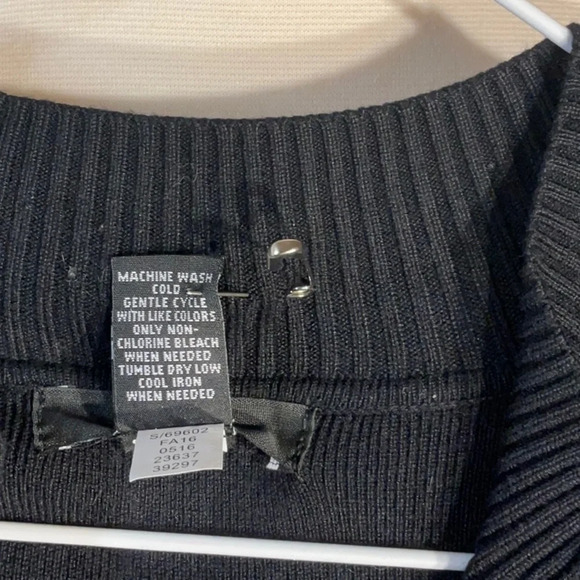 MACHINE WASH
COLD
GENTLE CYCLE
WITH LIKE COLORS
ONLY NON-
CHLORINE BLEACH
WHEN NEEDED
TUMBLE DRY LOW
COOL IRON
WHEN NEEDED
S/69602
FA16
0516
23637
39297